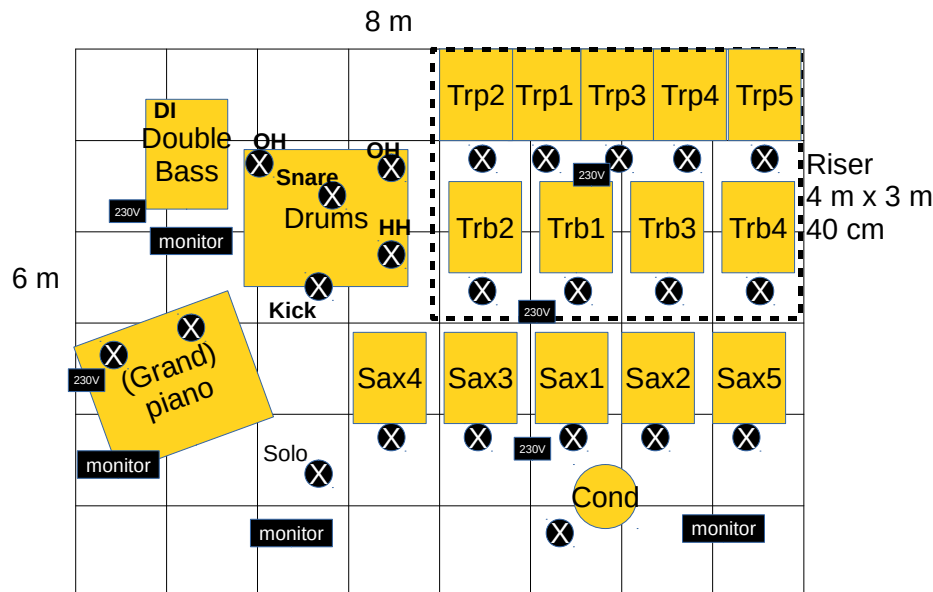 8 m
Trp2
Trp1
Trp3
Trp4
Trp5
DI
Double
Bass
OH
OH
X
X
X
X
X
X
X
Riser
4 m x 3 m
40 cm
230V
Snare
X
Drums
HH
X
Trb2
Trb1
Trb3
Trb4
230V
monitor
6 m
X
Kick
X
X
X
X
230V
X
X
(Grand)
piano
230V
Sax4
Sax3
Sax1
Sax2
Sax5
X
X
X
X
X
230V
monitor
Solo
X
Cond
monitor
X
monitor